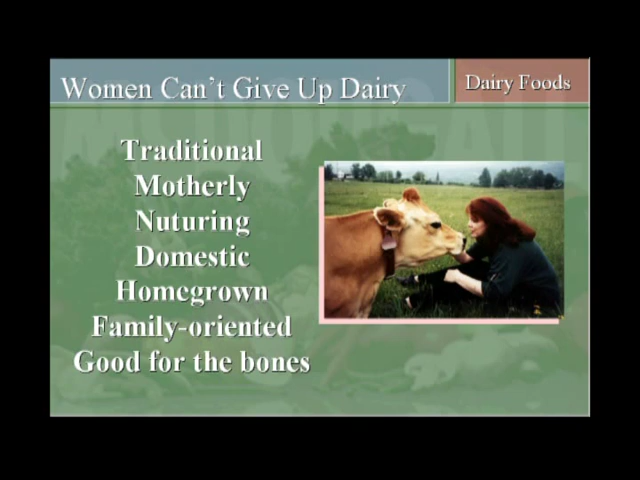 Women Can't Give Up Dairy
Dairy Foods
Traditional
Motherly
Nuturing
Domestic
Homegrown
Family-oriented
Good for the bones